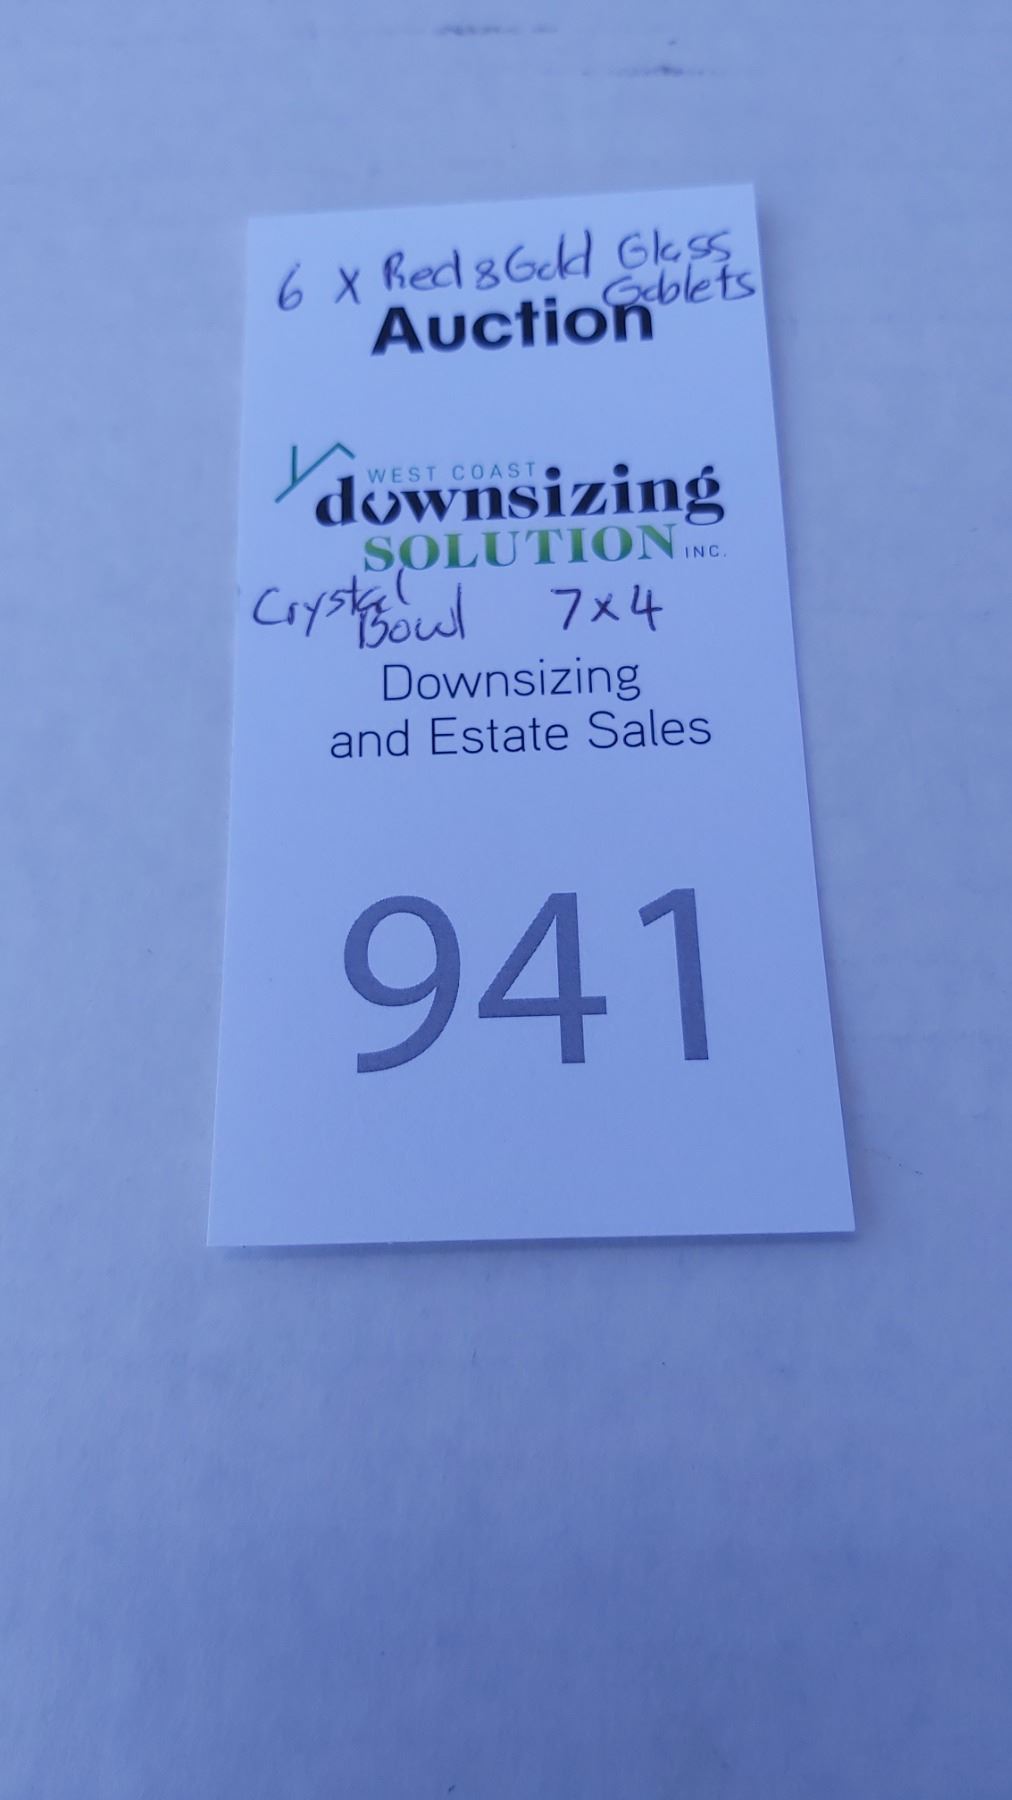 6 x Red & Gold Glass
Goblets
Auction
WEST COAST
downsizing
SOLUTION INC.
Crystal
Bowl 7x4
Downsizing
and Estate Sales
941